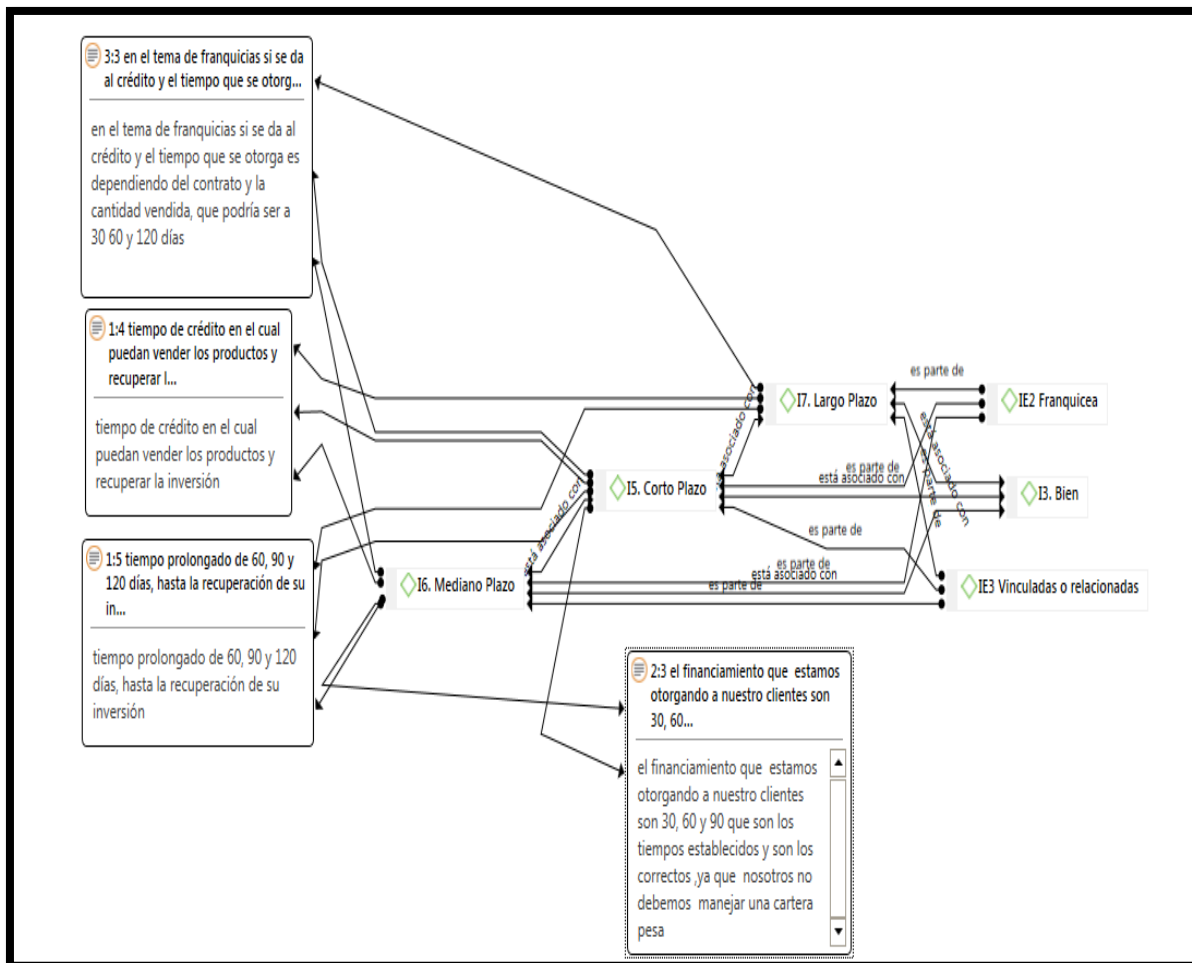 3:3 en el tema de franquicias si se da
al crédito y el tiempo que se otorg...
en el tema de franquicias si se da al
crédito y el tiempo que se otorga es
dependiendo del contrato y la
cantidad vendida, que podría ser a
30 60 y 120 días
1:4 tiempo de crédito en el cual
puedan vender los productos y
recuperar l...
tiempo de crédito en el cual
puedan vender los productos y
recuperar la inversión
1:5 tiempo prolongado de 60, 90 y
120 días, hasta la recuperación de su
in...
tiempo prolongado de 60, 90 y 120
días, hasta la recuperación de su
inversión
es parte de
I7. Largo Plazo
IE2 Franquicea
está asociado con
está asociado con
es parte de
es parte de
está asociado con
I5. Corto Plazo
I3. Bien
es parte de
está asociado con
es parte de
está asociado con
es parte de
I6. Mediano Plazo
IE3 Vinculadas o relacionadas
2:3 el financiamiento que estamos
otorgando a nuestro clientes son
30, 60...
el financiamiento que estamos
otorgando a nuestro clientes
son 30, 60 y 90 que son los
tiempos establecidos y son los
correctos ,ya que nosotros no
debemos manejar una cartera
pesa